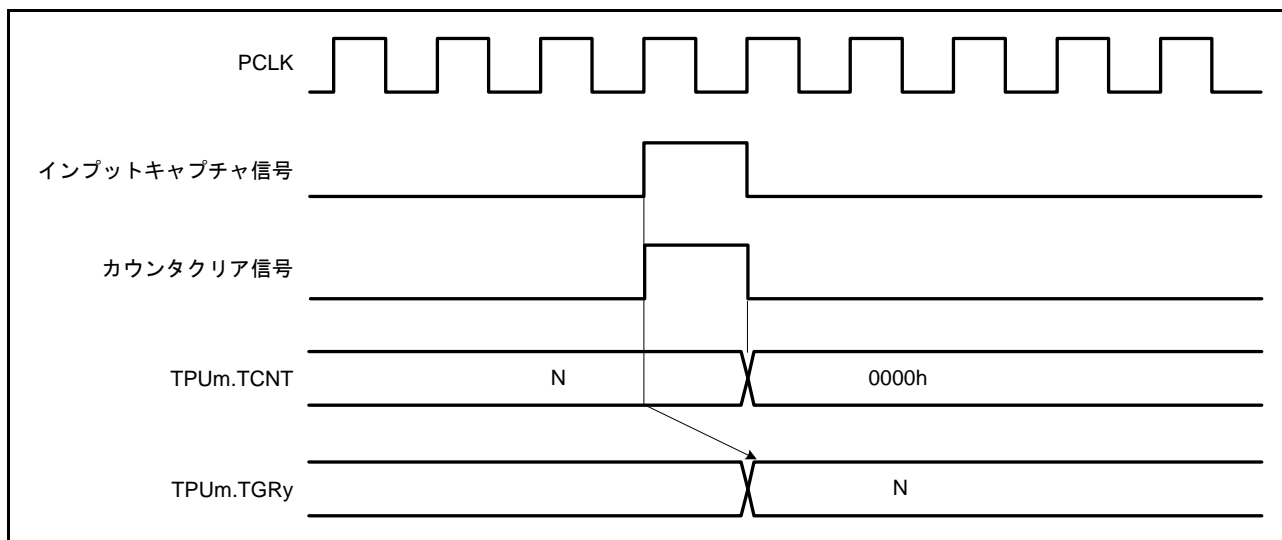 PCLK
インプットキャプチャ信号
カウンタクリア信号
TPUm.TCNT
N
0000h
TPUm.TGRy
N